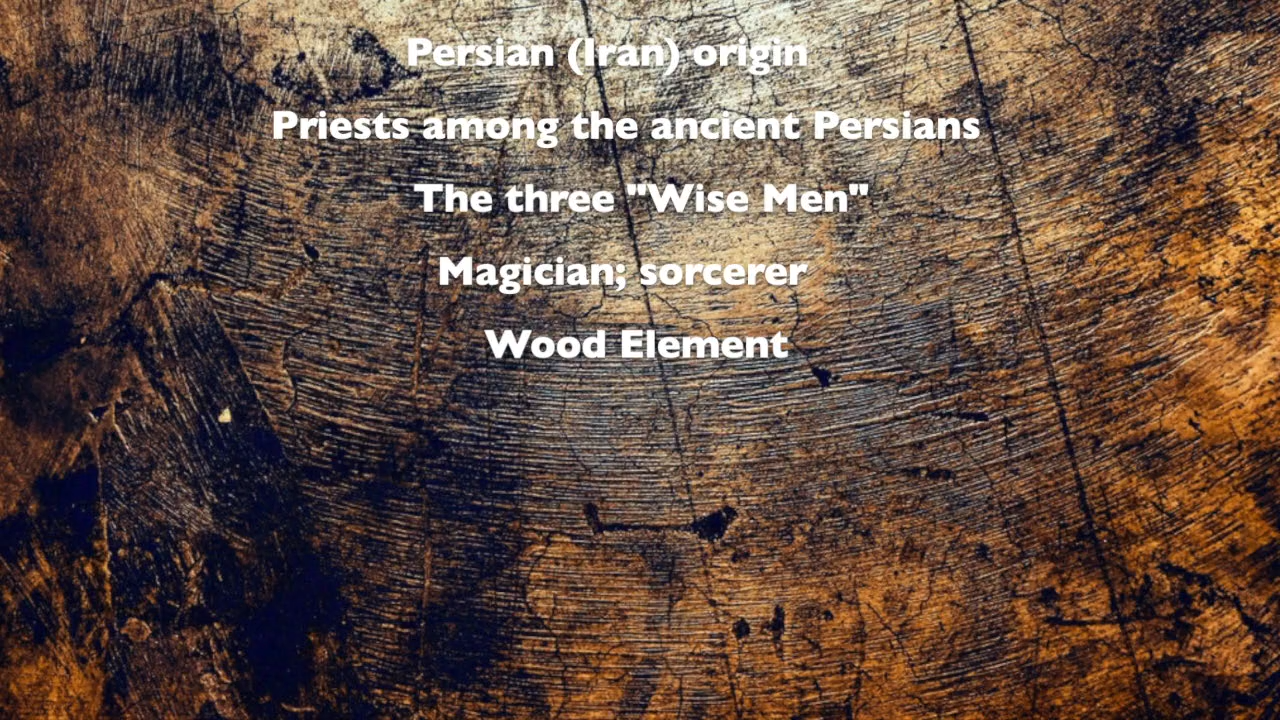 Persian (Iran) origin
Priests among the ancient Persians
The three "Wise Men"
Magician; sorcerer
Wood Element